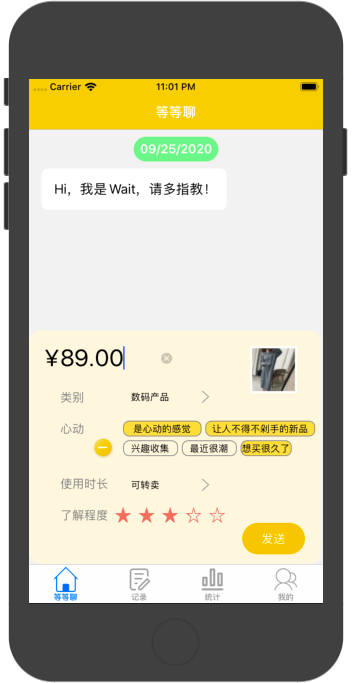 Carrier 11:01 PM
等等聊
09/25/2020
Hi，我是 Wait，请多指教！
¥89.00
类别 数码产品
心动 是心动的感觉 让人不得不剁手的新品
兴趣收集 最近很潮 想买很久了
使用时长 可转卖
了解程度
发送
等等聊 记录 统计 我的